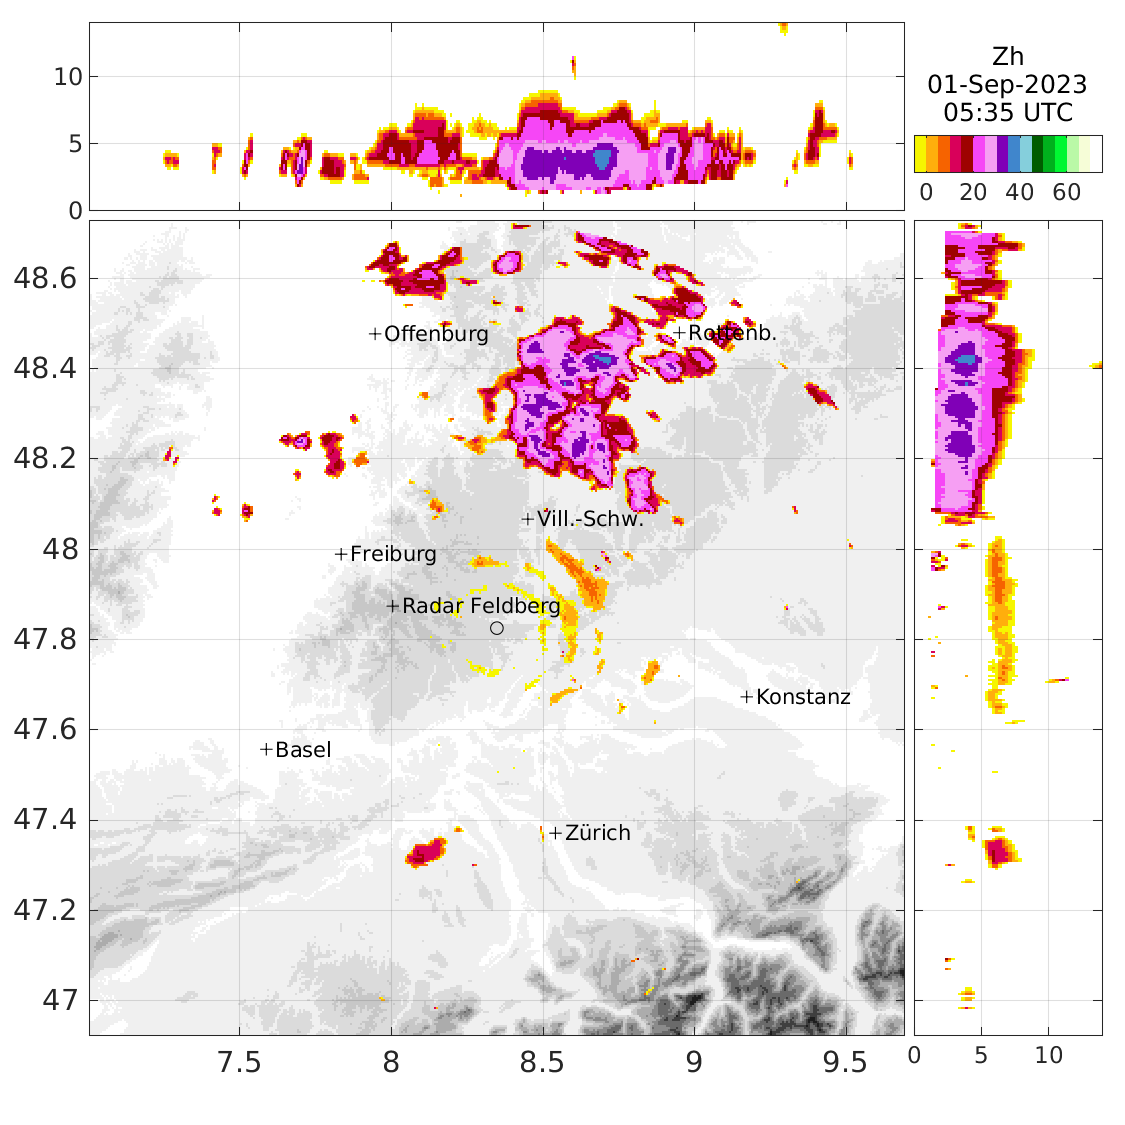 Zh
01-Sep-2023
05:35 UTC
0 20 40 60
10
5
0
48.6
48.4
48.2
48
47.8
47.6
47.4
47.2
47
+Offenburg
+Rottenb.
+Vill.-Schw.
+Freiburg
+Radar Feldberg
+Konstanz
+Basel
+Zürich
7.5 8 8.5 9 9.5
0 5 10